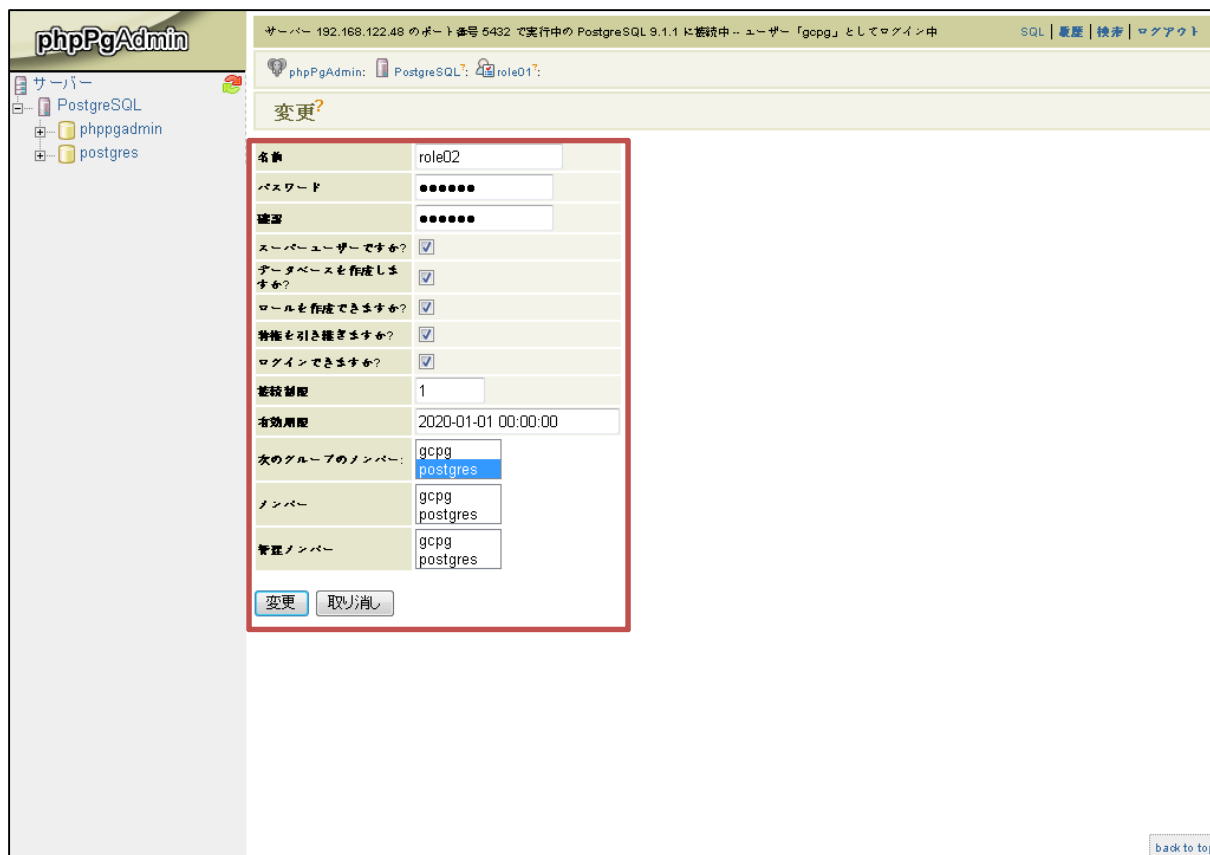 phpPgAdmin
サーバー 192.168.122.48 のポート番号 5432 で実行中の PostgreSQL 9.1.1 に接続中 -- ユーザー「gcpg」としてログイン中
SQL | 履歴 | 検索 | ログアウト
phpPgAdmin: PostgreSQL?: role01?:
変更?
サーバー
PostgreSQL
phppgadmin
postgres
名前 role02
パスワード ●●●●●●
確認 ●●●●●●
スーパーユーザーですか?
データベースを作成しま
すか?
ロールを作成できますか?
特権を引き継ぎますか?
ログインできますか?
接続制限 1
有効期限 2020-01-01 00:00:00
次のグループのメンバー:
gcpg
postgres
メンバー
gcpg
postgres
管理メンバー
gcpg
postgres
変更 取り消し
back to top